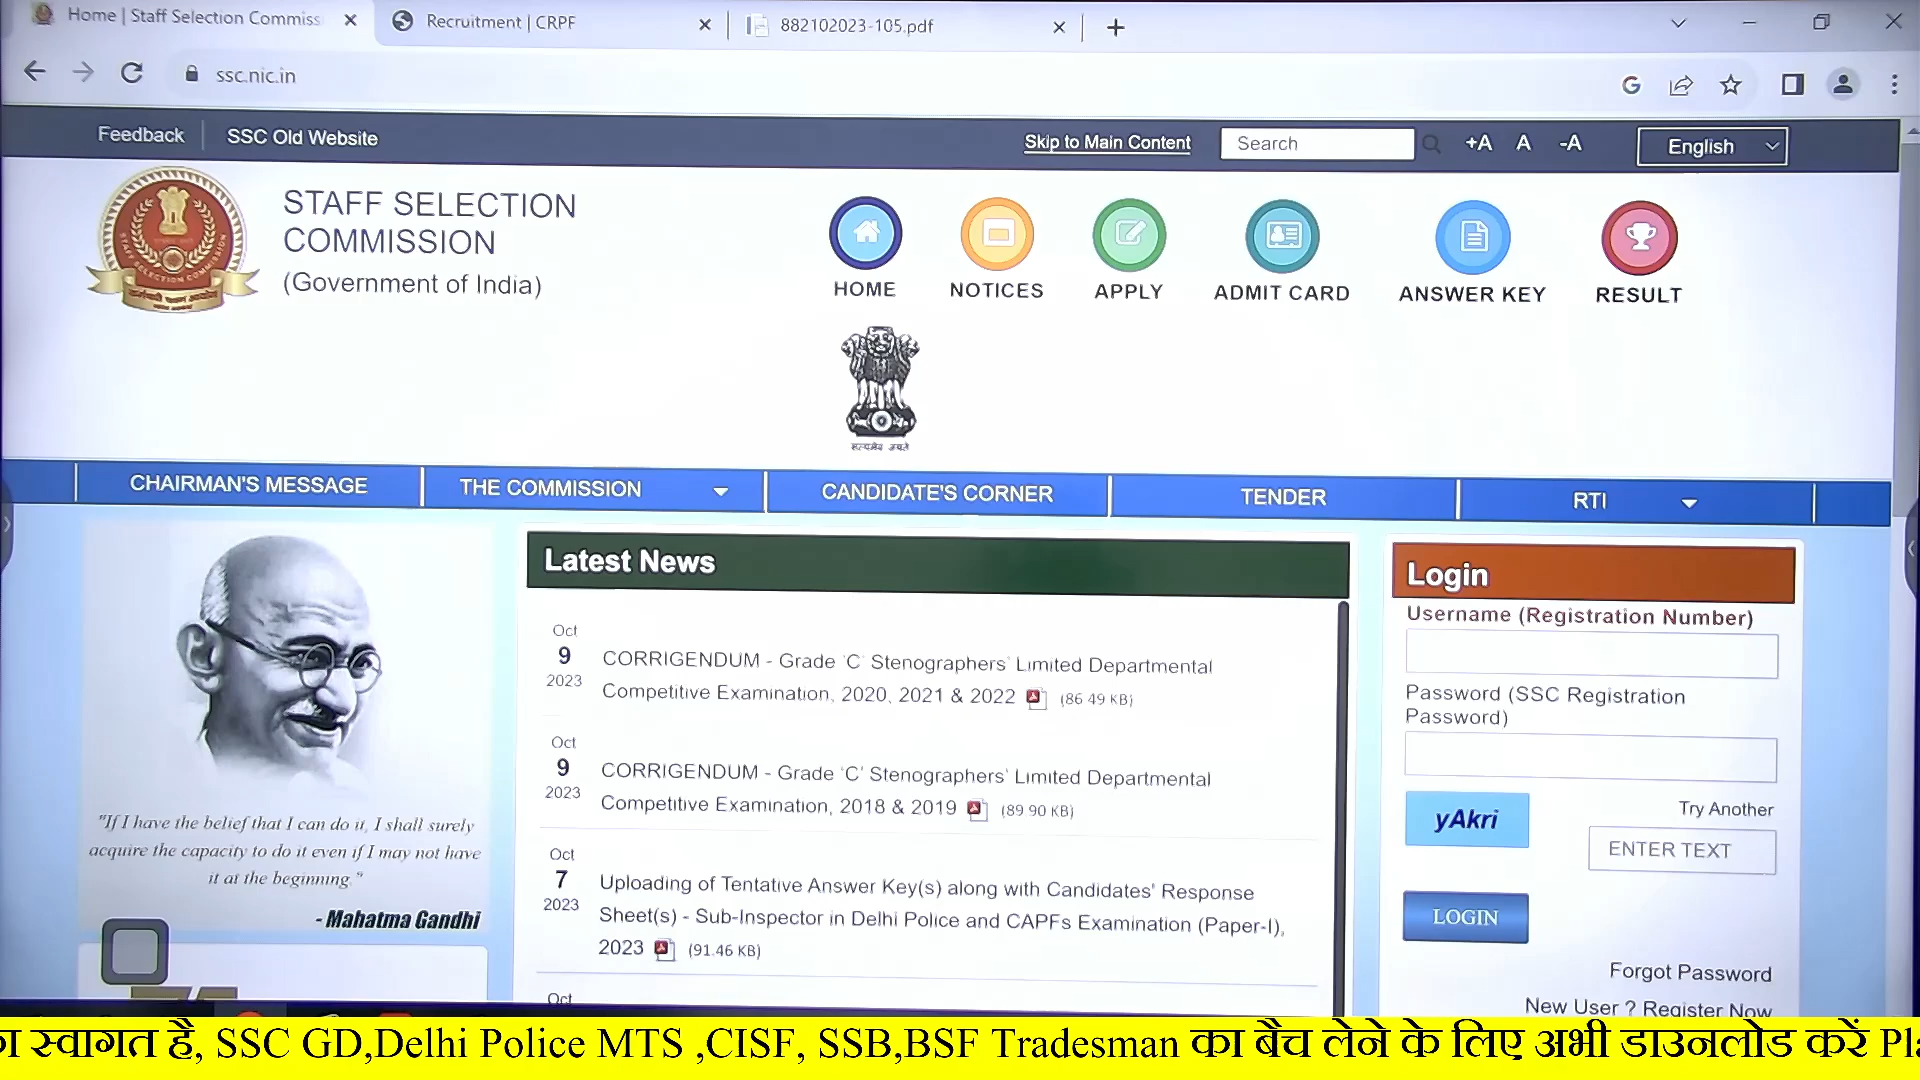 Home | Staff Selection Commiss
Recruitment | CRPF
882102023-105.pdf
ssc.nic.in
Feedback
SSC Old Website
Skip to Main Content
Search
+A A -A
English
STAFF SELECTION
COMMISSION
(Government of India)
HOME
NOTICES
APPLY
ADMIT CARD
ANSWER KEY
RESULT
सत्यमेव जयते
CHAIRMAN'S MESSAGE
THE COMMISSION
CANDIDATE'S CORNER
TENDER
RTI
"If I have the belief that I can do it, I shall surely
acquire the capacity to do it even if I may not have
it at the beginning."
- Mahatma Gandhi
Latest News
Oct
9
2023
CORRIGENDUM - Grade 'C' Stenographers' Limited Departmental
Competitive Examination, 2020, 2021 & 2022 (86.49 KB)
Oct
9
2023
CORRIGENDUM - Grade 'C' Stenographers' Limited Departmental
Competitive Examination, 2018 & 2019 (89.90 KB)
Oct
7
2023
Uploading of Tentative Answer Key(s) along with Candidates' Response
Sheet(s) - Sub-Inspector in Delhi Police and CAPFs Examination (Paper-I),
2023 (91.46 KB)
Oct
Login
Username (Registration Number)
Password (SSC Registration
Password)
yAkri
Try Another
ENTER TEXT
LOGIN
Forgot Password
New User ? Register Now
स्वागत है, SSC GD,Delhi Police MTS ,CISF, SSB,BSF Tradesman का बैच लेने के लिए अभी डाउनलोड करें